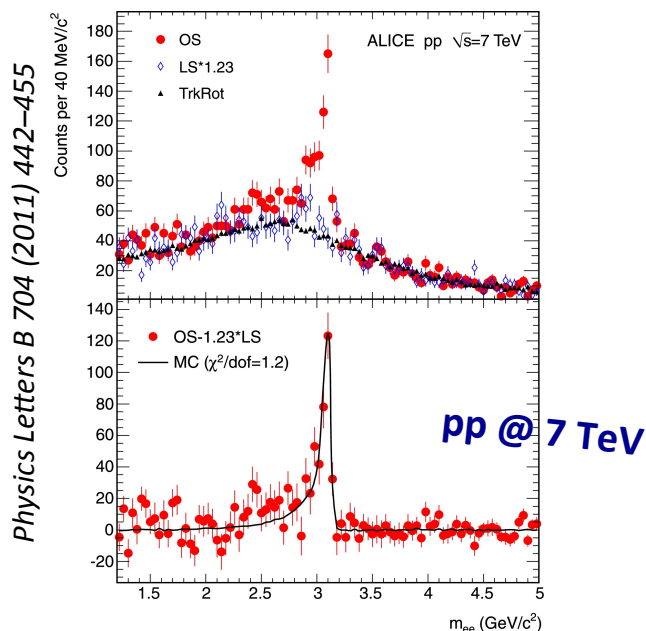 Physics Letters B 704 (2011) 442–455
Counts per 40 MeV/c²
180
160
140
120
100
80
60
40
20
OS
LS*1.23
TrkRot
ALICE pp √s=7 TeV
140
120
100
80
60
40
20
0
-20
OS-1.23*LS
MC (χ²/dof=1.2)
pp @ 7 TeV
1.5 2 2.5 3 3.5 4 4.5 5
mₑₑ (GeV/c²)